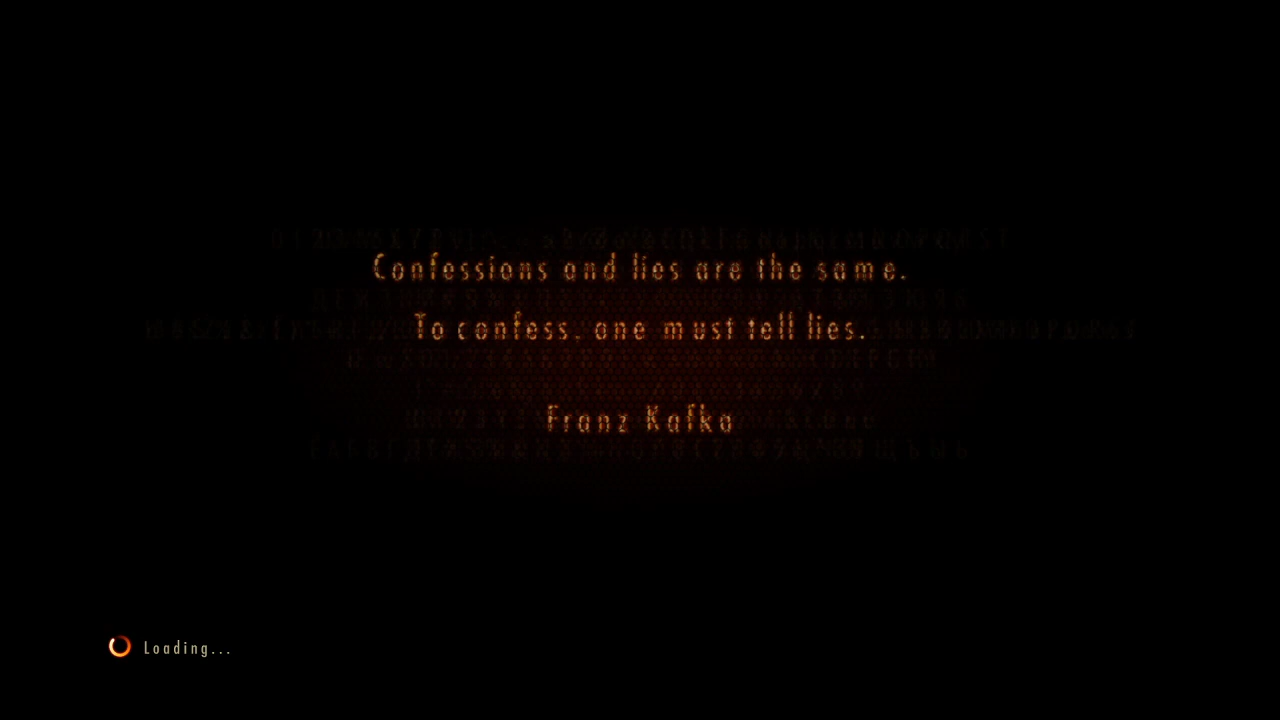 Confessions and lies are the same.
To confess, one must tell lies.
Franz Kafka
Loading...